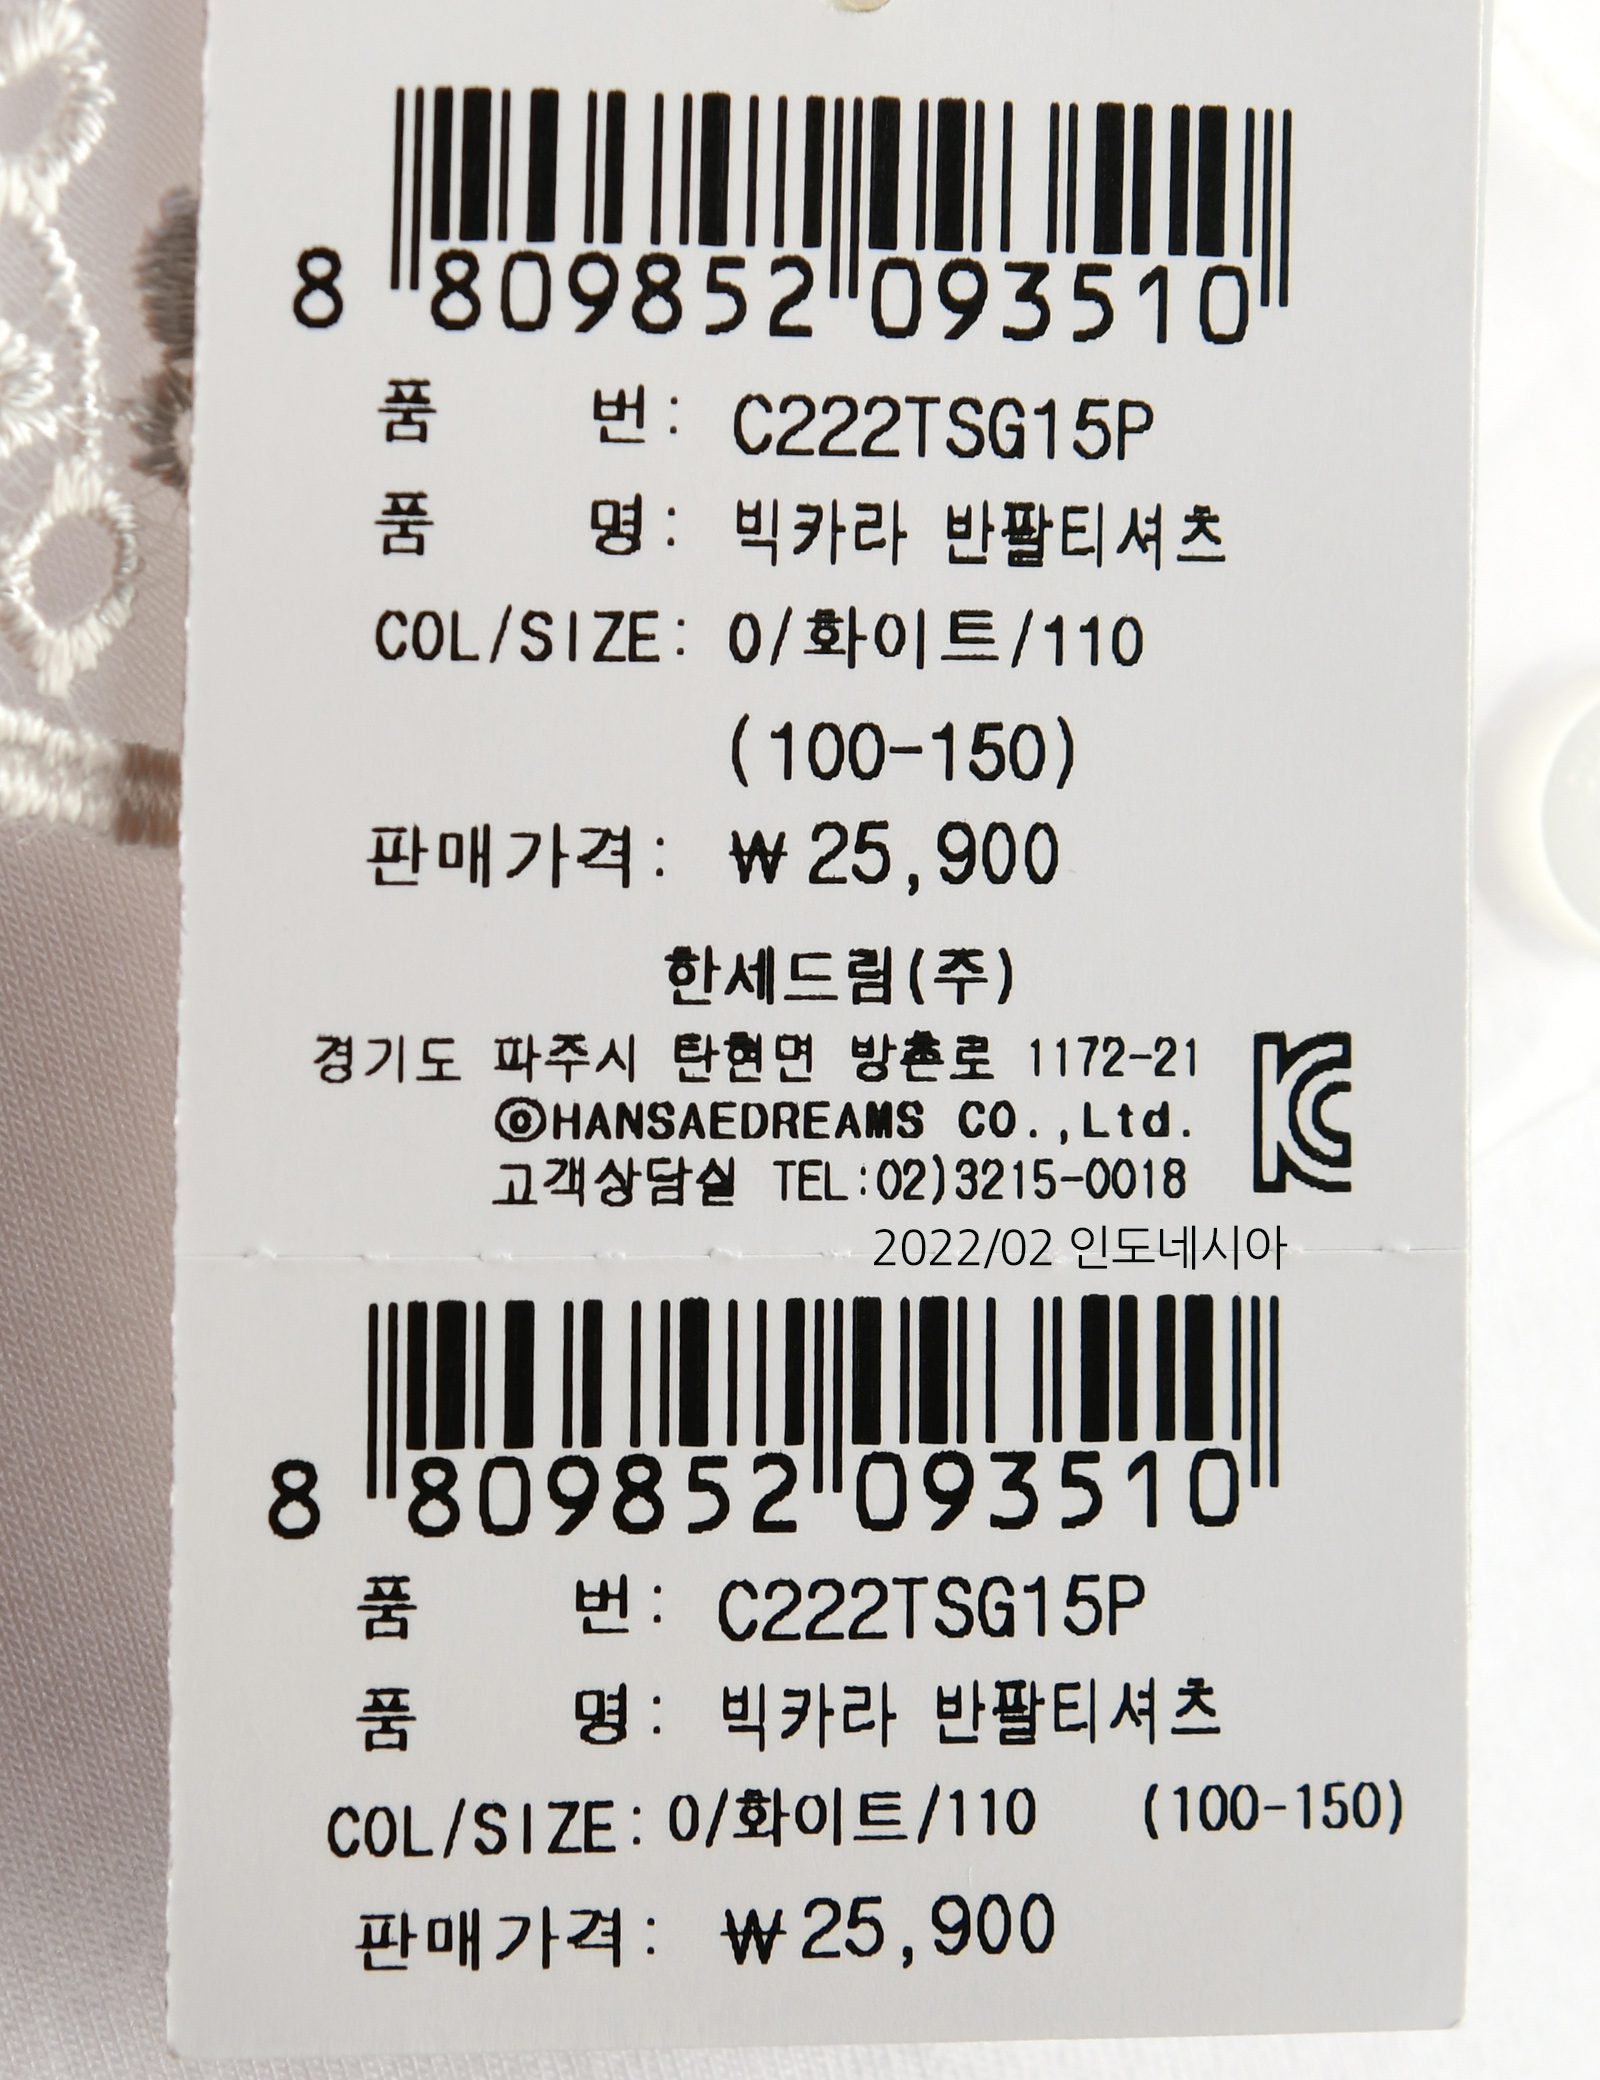 8 809852 093510
품 번: C222TSG15P
품 명: 빅카라 반팔티셔츠
COL/SIZE: 0/화이트/110
(100-150)
판매가격: ₩25,900
한세드림(주)
경기도 파주시 탄현면 방촌로 1172-21
◎HANSAEDREAMS CO.,Ltd.
고객상담실 TEL:02)3215-0018
KC
2022/02 인도네시아
8 809852 093510
품 번: C222TSG15P
품 명: 빅카라 반팔티셔츠
COL/SIZE: 0/화이트/110 (100-150)
판매가격: ₩25,900